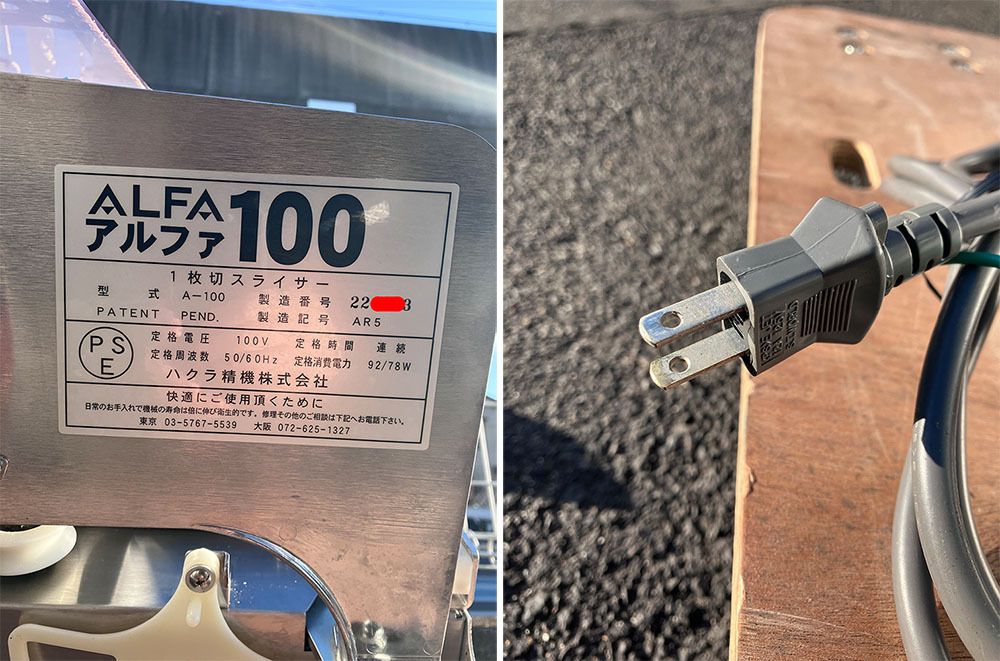 ALFA
アルファ100
1枚切スライサー
型式 A-100 製造番号 22 3
PATENT PEND. 製造記号 AR5
PSE
定格電圧 100V 定格時間 連続
定格周波数 50/60Hz 定格消費電力 92/78W
ハクラ精機株式会社
快適にご使用頂くために
日常のお手入れで機械の寿命は倍に伸び衛生的です。修理その他のご相談は下記へお電話下さい。
東京 03-5767-5539 大阪 072-625-1327